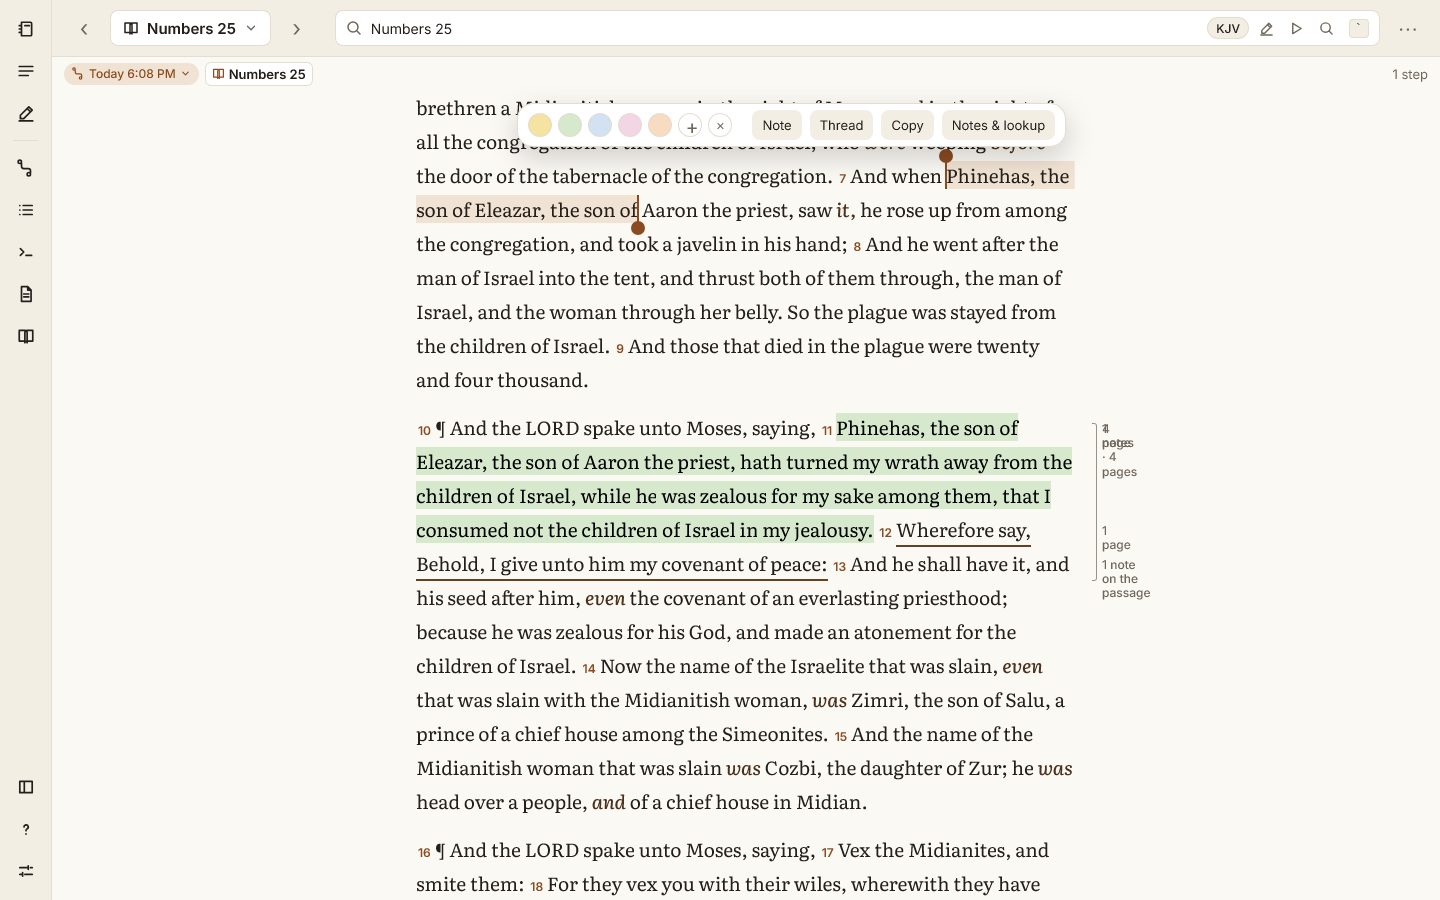 Numbers 25
Numbers 25
KJV
Today 6:08 PM
Numbers 25
1 step
brethren a
Note
Thread
Copy
Notes & lookup
all the congregation of the children of Israel, who were weeping before
the door of the tabernacle of the congregation. 7 And when Phinehas, the
son of Eleazar, the son of Aaron the priest, saw it, he rose up from among
the congregation, and took a javelin in his hand; 8 And he went after the
man of Israel into the tent, and thrust both of them through, the man of
Israel, and the woman through her belly. So the plague was stayed from
the children of Israel. 9 And those that died in the plague were twenty
and four thousand.
10 ¶ And the LORD spake unto Moses, saying, 11 Phinehas, the son of
Eleazar, the son of Aaron the priest, hath turned my wrath away from the
children of Israel, while he was zealous for my sake among them, that I
consumed not the children of Israel in my jealousy. 12 Wherefore say,
Behold, I give unto him my covenant of peace: 13 And he shall have it, and
his seed after him, even the covenant of an everlasting priesthood;
because he was zealous for his God, and made an atonement for the
children of Israel. 14 Now the name of the Israelite that was slain, even
that was slain with the Midianitish woman, was Zimri, the son of Salu, a
prince of a chief house among the Simeonites. 15 And the name of the
Midianitish woman that was slain was Cozbi, the daughter of Zur; he was
head over a people, and of a chief house in Midian.
16 ¶ And the LORD spake unto Moses, saying, 17 Vex the Midianites, and
smite them: 18 For they vex you with their wiles, wherewith they have
· 4
pages
1
page
1 note
on the
passage